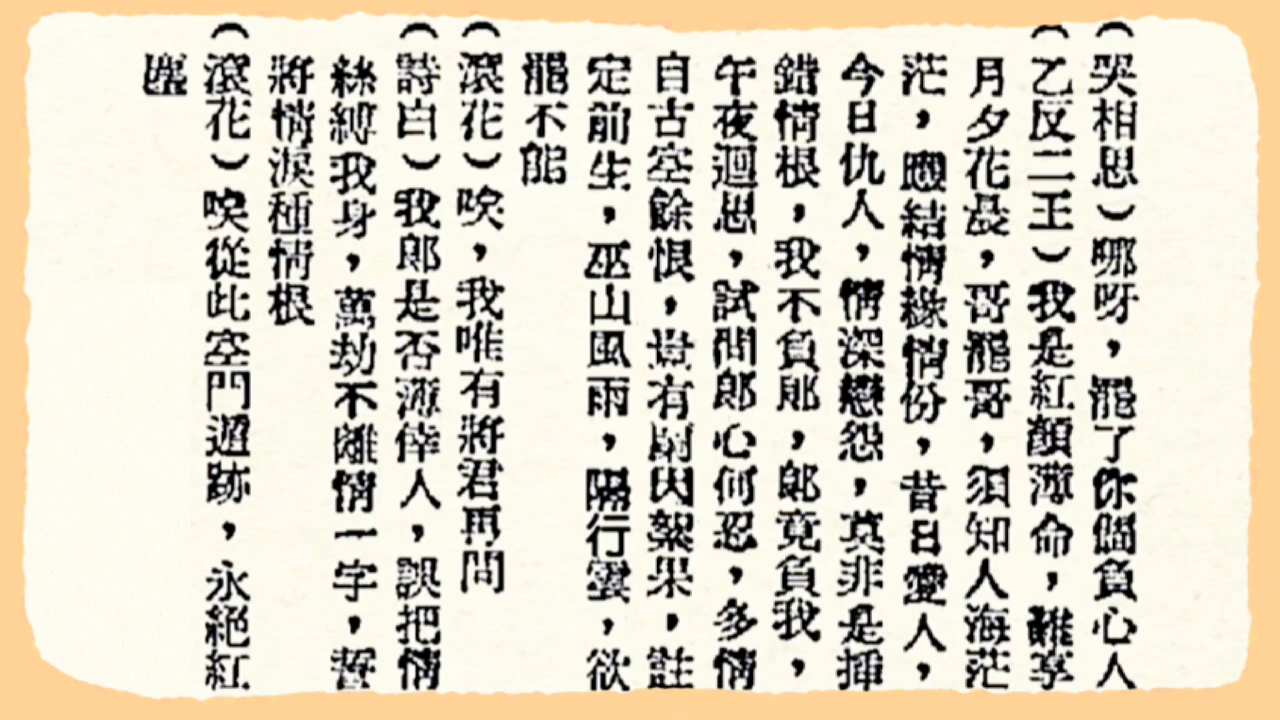 (哭相思)哪呀,罷了你個負心人
(乙反二王)我是紅顏薄命,難享
月夕花晨,哥罷哥,須知人海茫
茫,應結情緣情份,昔日愛人,
今日仇人,情深戀怨,莫非是揷
錯情根,我不負郎,郎竟負我,
午夜迴思,試問郎心何忍,多情
自古空餘恨,豈有蘭因絮果,註
定前生,巫山風雨,隔行雲,欲
罷不能
(滾花)唉,我唯有將君再問
(詩白)我郎是否薄倖人,誤把情
絲縛我身,萬劫不離情一字,誓
將情淚種情根
(滾花)唉從此空門遁跡,永絕紅
塵